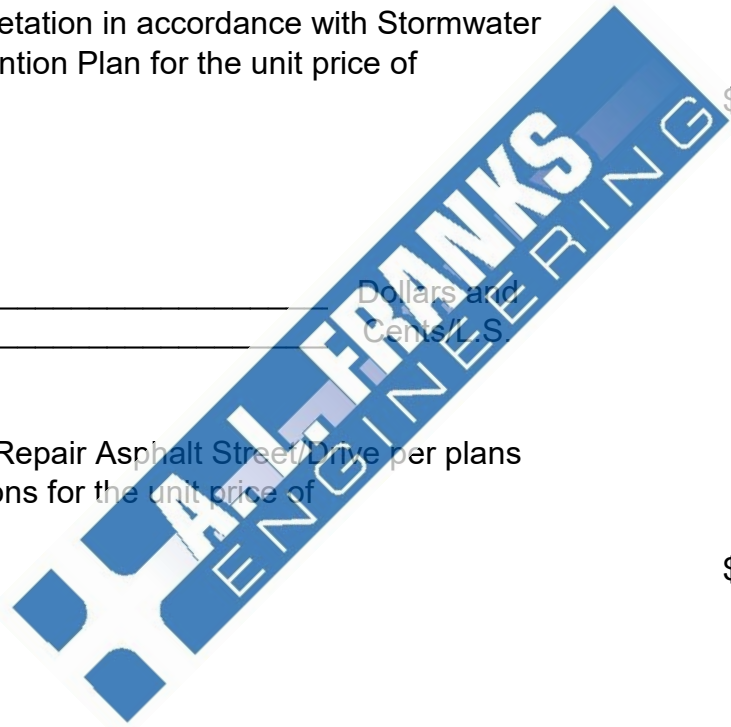 etation in accordance with Stormwater
ntion Plan for the unit price of
$
Dollars and
Cents/L.S.
A.L. FRANKS
ENGINEERING
Repair Asphalt Street/Drive per plans
ons for the unit price of
$